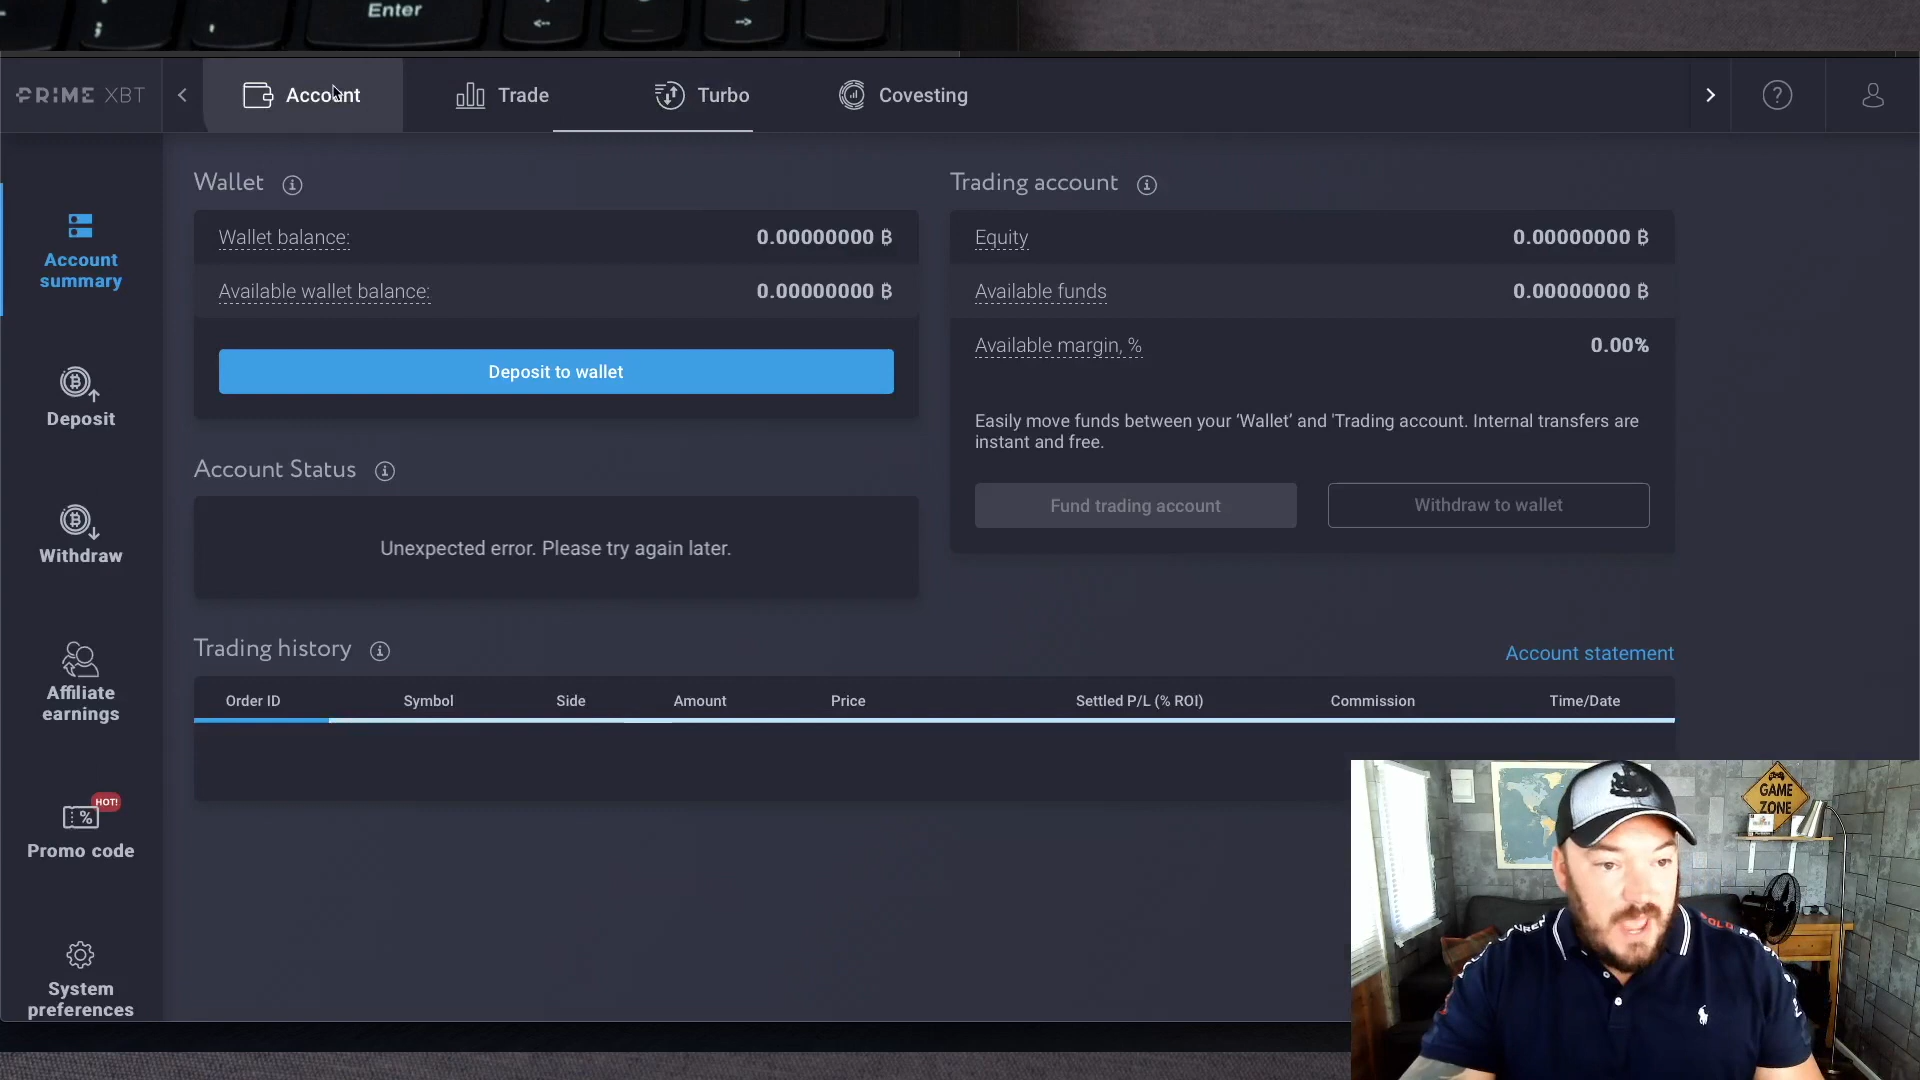 Enter
PRIME XBT
Account
Trade
Turbo
Covesting
Account
summary
Deposit
Withdraw
Affiliate
earnings
HOT!
Promo code
System
preferences
Wallet
Wallet balance:
0.00000000 ₿
Available wallet balance:
0.00000000 ₿
Deposit to wallet
Account Status
Unexpected error. Please try again later.
Trading account
Equity
0.00000000 ₿
Available funds
0.00000000 ₿
Available margin, %
0.00%
Easily move funds between your ‘Wallet’ and 'Trading account. Internal transfers are
instant and free.
Fund trading account
Withdraw to wallet
Trading history
Account statement
Order ID
Symbol
Side
Amount
Price
Settled P/L (% ROI)
Commission
Time/Date
GAME
ZONE